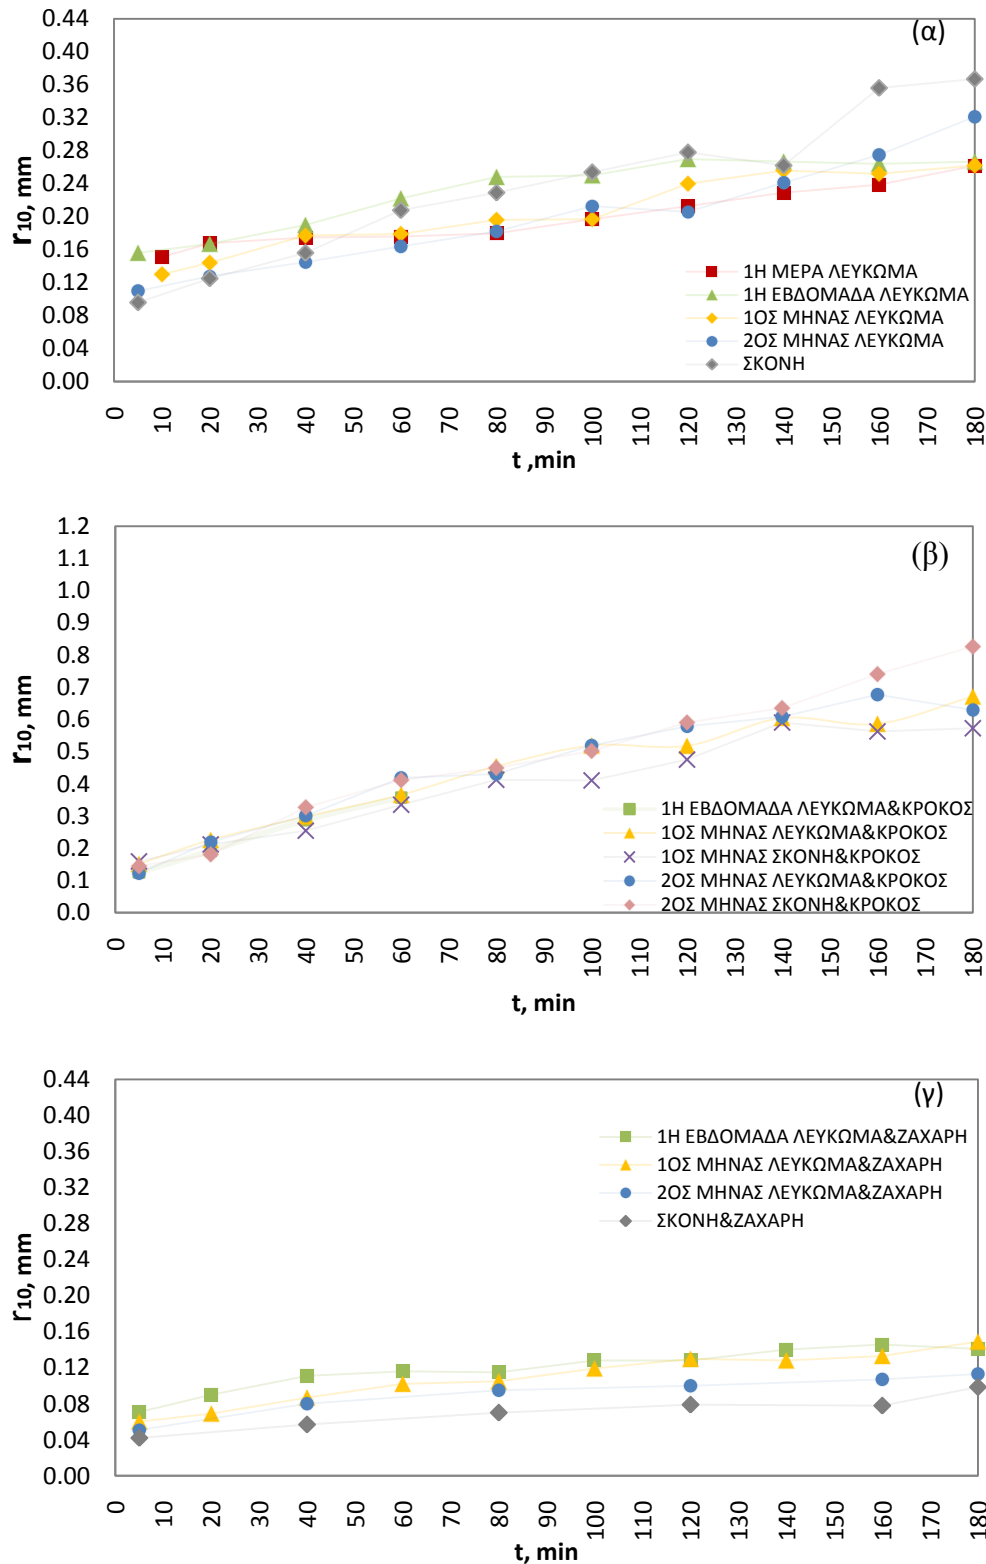 (α)
0.44
0.40
0.36
0.32
0.28
0.24
0.20
0.16
0.12
0.08
0.04
0.00
r10, mm
1Η ΜΕΡΑ ΛΕΥΚΩΜΑ
1Η ΕΒΔΟΜΑΔΑ ΛΕΥΚΩΜΑ
1ΟΣ ΜΗΝΑΣ ΛΕΥΚΩΜΑ
2ΟΣ ΜΗΝΑΣ ΛΕΥΚΩΜΑ
ΣΚΟΝΗ
0 10 20 30 40 50 60 70 80 90 100 110 120 130 140 150 160 170 180
t ,min
(β)
1.2
1.1
1.0
0.9
0.8
0.7
0.6
0.5
0.4
0.3
0.2
0.1
0.0
r10, mm
1Η ΕΒΔΟΜΑΔΑ ΛΕΥΚΩΜΑ&ΚΡΟΚΟΣ
1ΟΣ ΜΗΝΑΣ ΛΕΥΚΩΜΑ&ΚΡΟΚΟΣ
1ΟΣ ΜΗΝΑΣ ΣΚΟΝΗ&ΚΡΟΚΟΣ
2ΟΣ ΜΗΝΑΣ ΛΕΥΚΩΜΑ&ΚΡΟΚΟΣ
2ΟΣ ΜΗΝΑΣ ΣΚΟΝΗ&ΚΡΟΚΟΣ
0 10 20 30 40 50 60 70 80 90 100 110 120 130 140 150 160 170 180
t, min
(γ)
0.44
0.40
0.36
0.32
0.28
0.24
0.20
0.16
0.12
0.08
0.04
0.00
r10, mm
1Η ΕΒΔΟΜΑΔΑ ΛΕΥΚΩΜΑ&ΖΑΧΑΡΗ
1ΟΣ ΜΗΝΑΣ ΛΕΥΚΩΜΑ&ΖΑΧΑΡΗ
2ΟΣ ΜΗΝΑΣ ΛΕΥΚΩΜΑ&ΖΑΧΑΡΗ
ΣΚΟΝΗ&ΖΑΧΑΡΗ
0 10 20 30 40 50 60 70 80 90 100 110 120 130 140 150 160 170 180
t, min